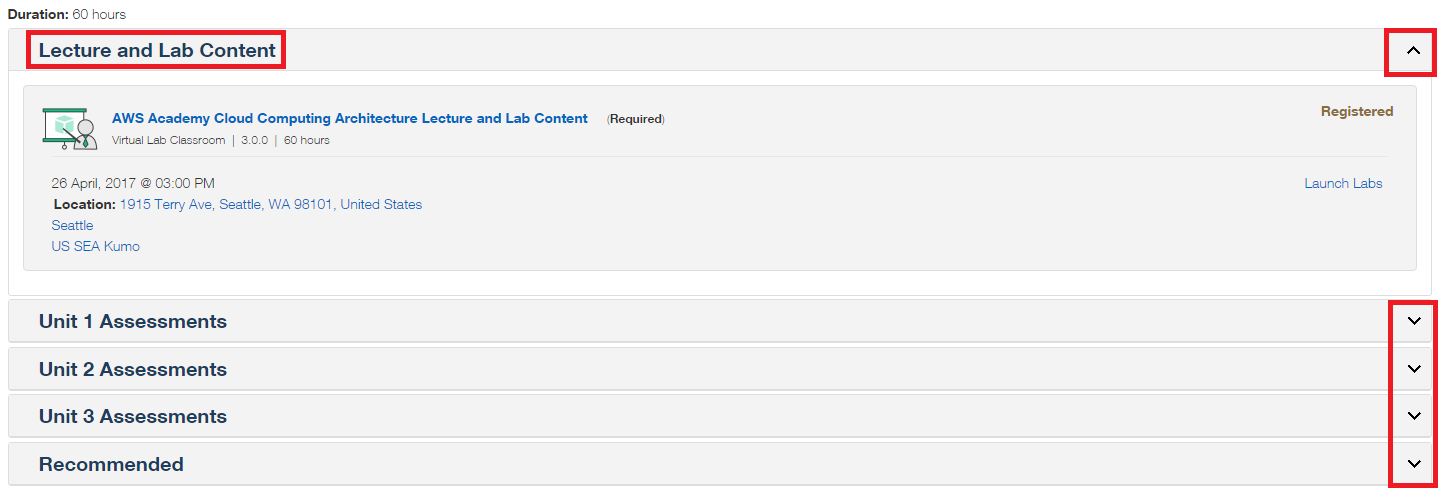 Duration: 60 hours
Lecture and Lab Content
AWS Academy Cloud Computing Architecture Lecture and Lab Content (Required) Registered
Virtual Lab Classroom | 3.0.0 | 60 hours
26 April, 2017 @ 03:00 PM Launch Labs
Location: 1915 Terry Ave, Seattle, WA 98101, United States
Seattle
US SEA Kumo
Unit 1 Assessments
Unit 2 Assessments
Unit 3 Assessments
Recommended